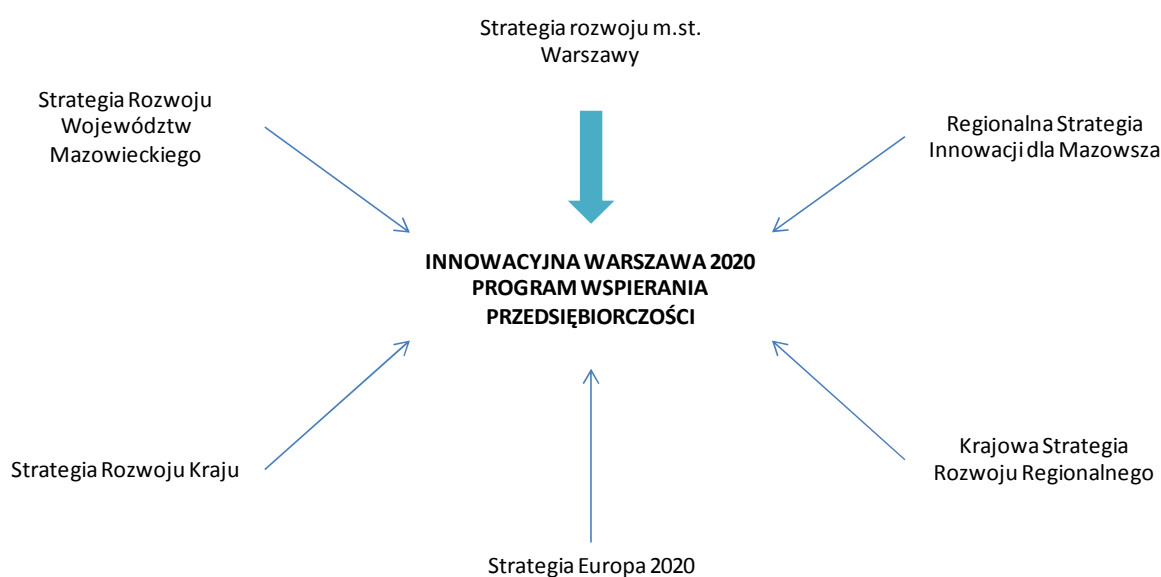 Strategia rozwoju m.st.
Warszawy
Strategia Rozwoju
Województw
Mazowieckiego
Regionalna Strategia
Innowacji dla Mazowsza
INNOWACYJNA WARSZAWA 2020
PROGRAM WSPIERANIA
PRZEDSIĘBIORCZOŚCI
Strategia Rozwoju Kraju
Krajowa Strategia
Rozwoju Regionalnego
Strategia Europa 2020